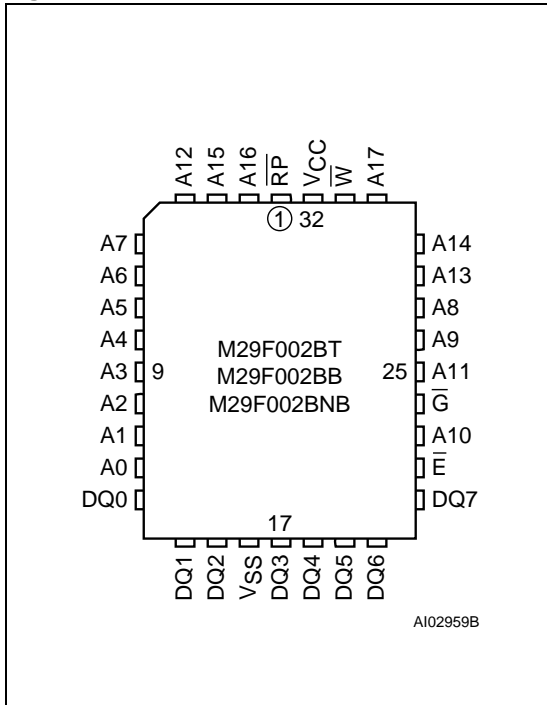 A12 A15 A16 RP VCC W A17
1 32
A7 A14
A6 A13
A5 A8
A4 A9
A3 9 25 A11
A2 G
A1 A10
A0 E
DQ0 DQ7
M29F002BT
M29F002BB
M29F002BNB
17
DQ1 DQ2 VSS DQ3 DQ4 DQ5 DQ6
AI02959B